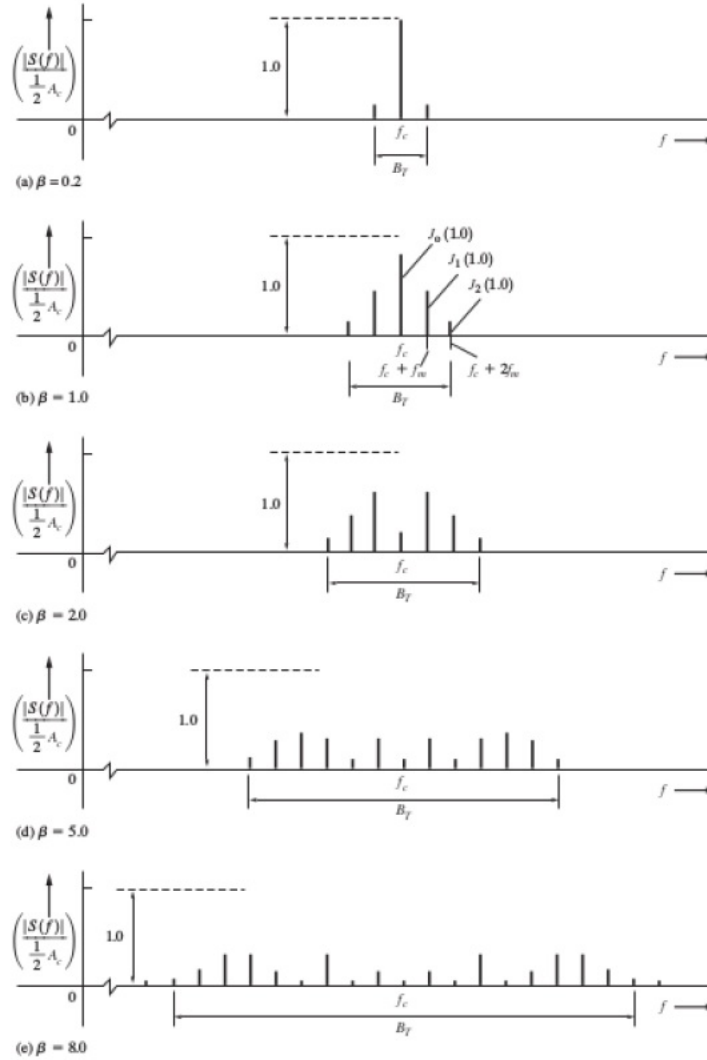 |S(f)|
1/2 A_c
1.0
0
f_c
f
B_T
(a) β = 0.2
|S(f)|
1/2 A_c
1.0
J_0 (1.0)
J_1 (1.0)
J_2 (1.0)
0
f_c
f
f_c + f_m
f_c + 2f_m
B_T
(b) β = 1.0
|S(f)|
1/2 A_c
1.0
0
f_c
f
B_T
(c) β = 2.0
|S(f)|
1/2 A_c
1.0
0
f_c
f
B_T
(d) β = 5.0
|S(f)|
1/2 A_c
1.0
0
f_c
f
B_T
(e) β = 8.0